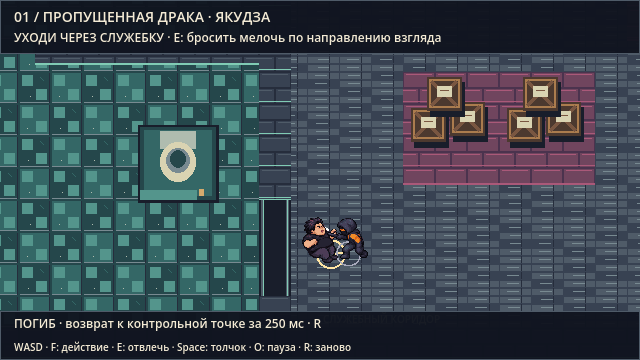 01 / ПРОПУЩЕННАЯ ДРАКА · ЯКУДЗА
УХОДИ ЧЕРЕЗ СЛУЖЕБКУ · E: бросить мелочь по направлению взгляда
ПОГИБ · возврат к контрольной точке за 250 мс · R
WASD · F: действие · E: отвлечь · Space: толчок · O: пауза · R: заново